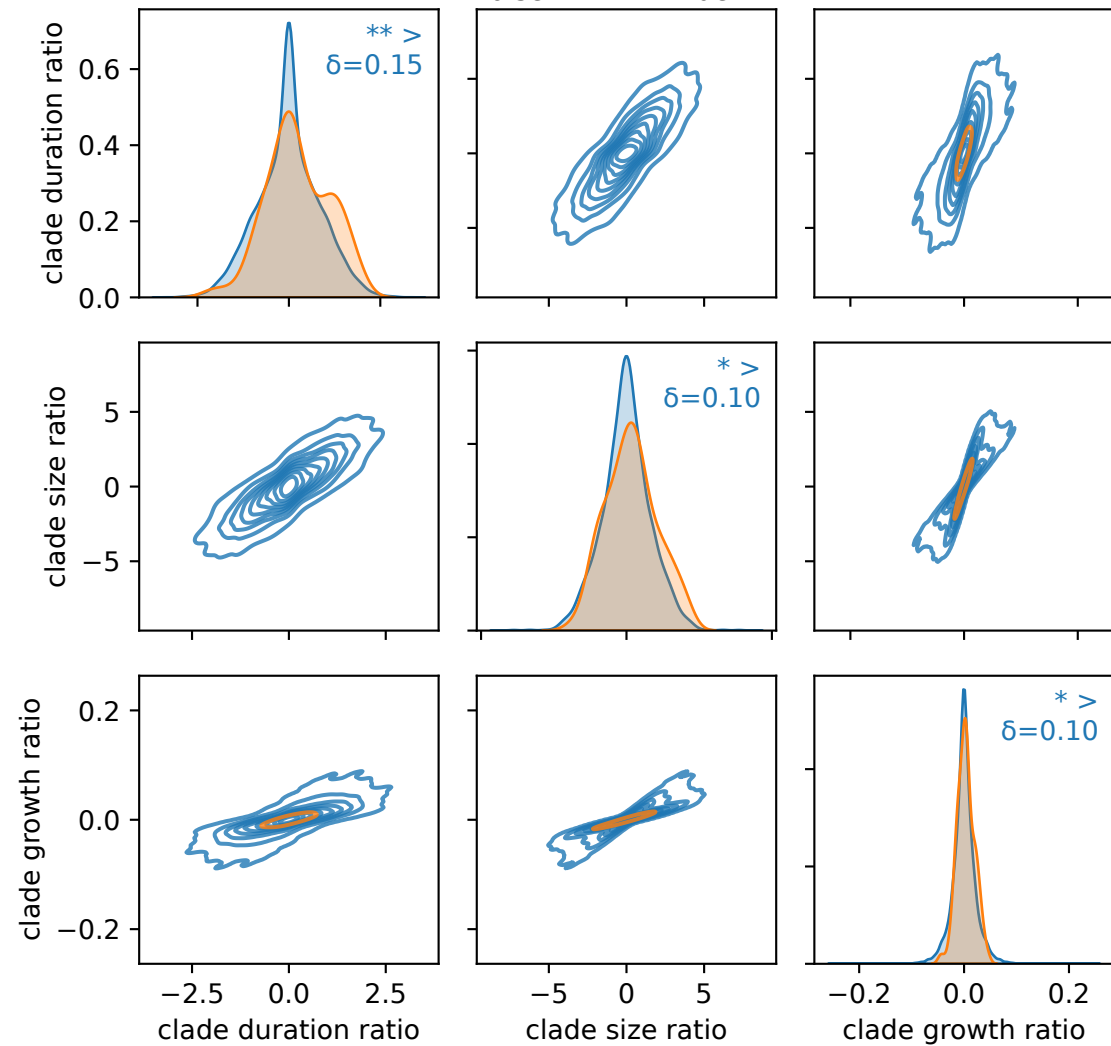 clade duration ratio
0.6
0.4
0.2
0.0
** >
δ=0.15
clade size ratio
5
0
−5
* >
δ=0.10
clade growth ratio
0.2
0.0
−0.2
* >
δ=0.10
−2.5 0.0 2.5
−5 0 5
−0.2 0.0 0.2
clade duration ratio
clade size ratio
clade growth ratio